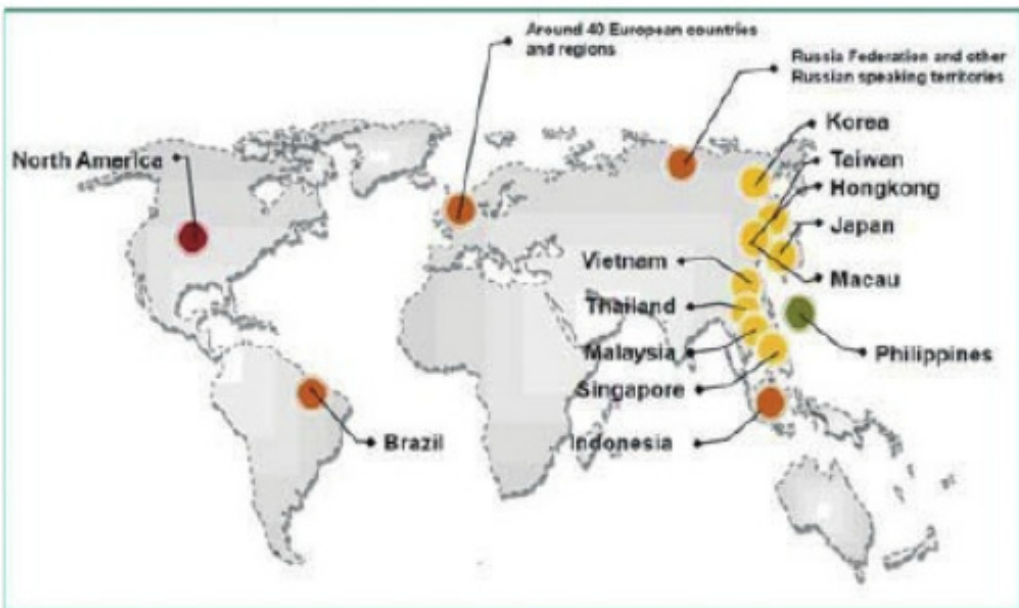 Around 40 European countries
and regions
Russia Federation and other
Russian speaking territories
Korea
North America
Taiwan
Hongkong
Japan
Vietnam
Macau
Thailand
Malaysia
Philippines
Singapore
Brazil
Indonesia